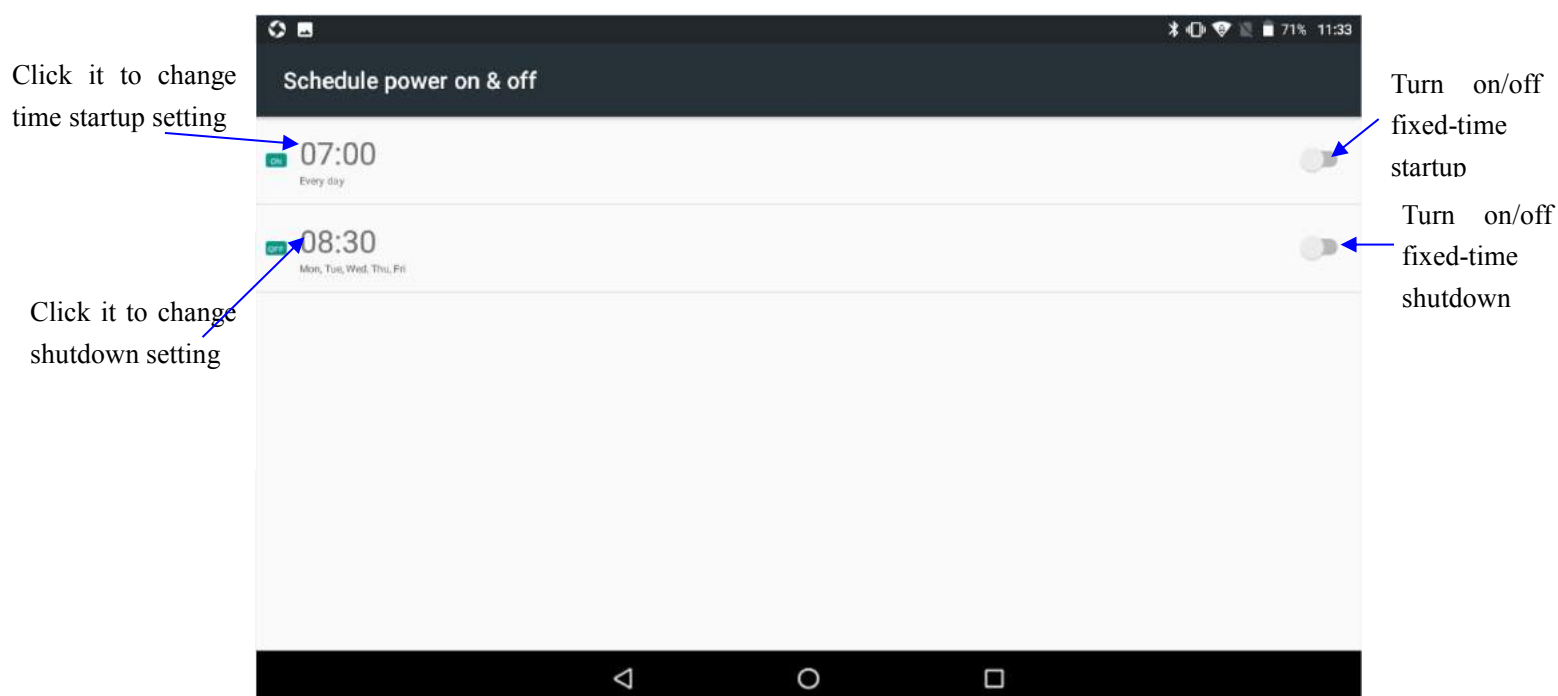 71% 11:33
Schedule power on & off
Click it to change
time startup setting
ON 07:00
Every day
Turn on/off
fixed-time
startup
OFF 08:30
Mon, Tue, Wed, Thu, Fri
Turn on/off
fixed-time
shutdown
Click it to change
shutdown setting